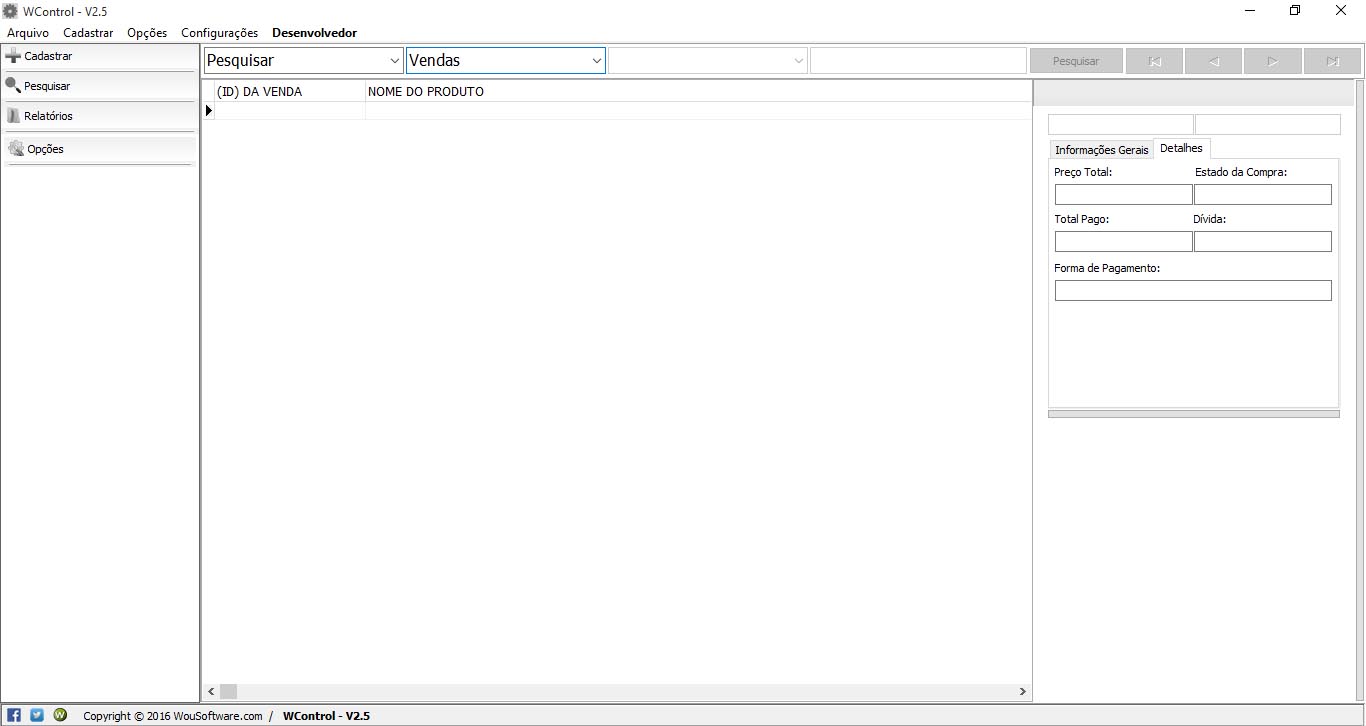 WControl - V2.5
Arquivo Cadastrar Opções Configurações Desenvolvedor
Cadastrar
Pesquisar
Relatórios
Opções
Pesquisar Vendas Pesquisar
(ID) DA VENDA NOME DO PRODUTO
Informações Gerais Detalhes
Preço Total: Estado da Compra:
Total Pago: Dívida:
Forma de Pagamento:
Copyright © 2016 WouSoftware.com / WControl - V2.5